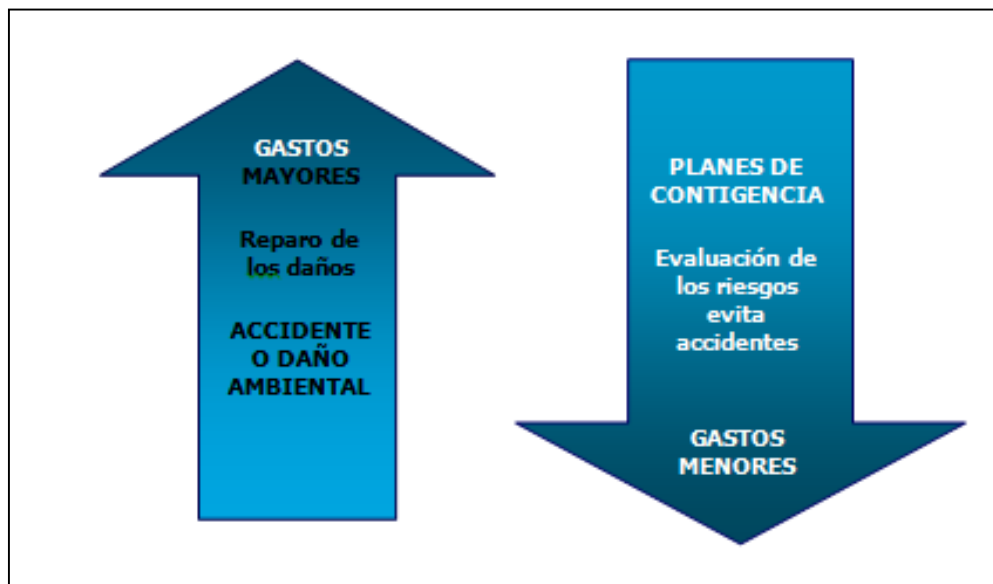 GASTOS
MAYORES
Reparo de
los daños
ACCIDENTE
O DAÑO
AMBIENTAL
PLANES DE
CONTIGENCIA
Evaluación de
los riesgos
evita
accidentes
GASTOS
MENORES